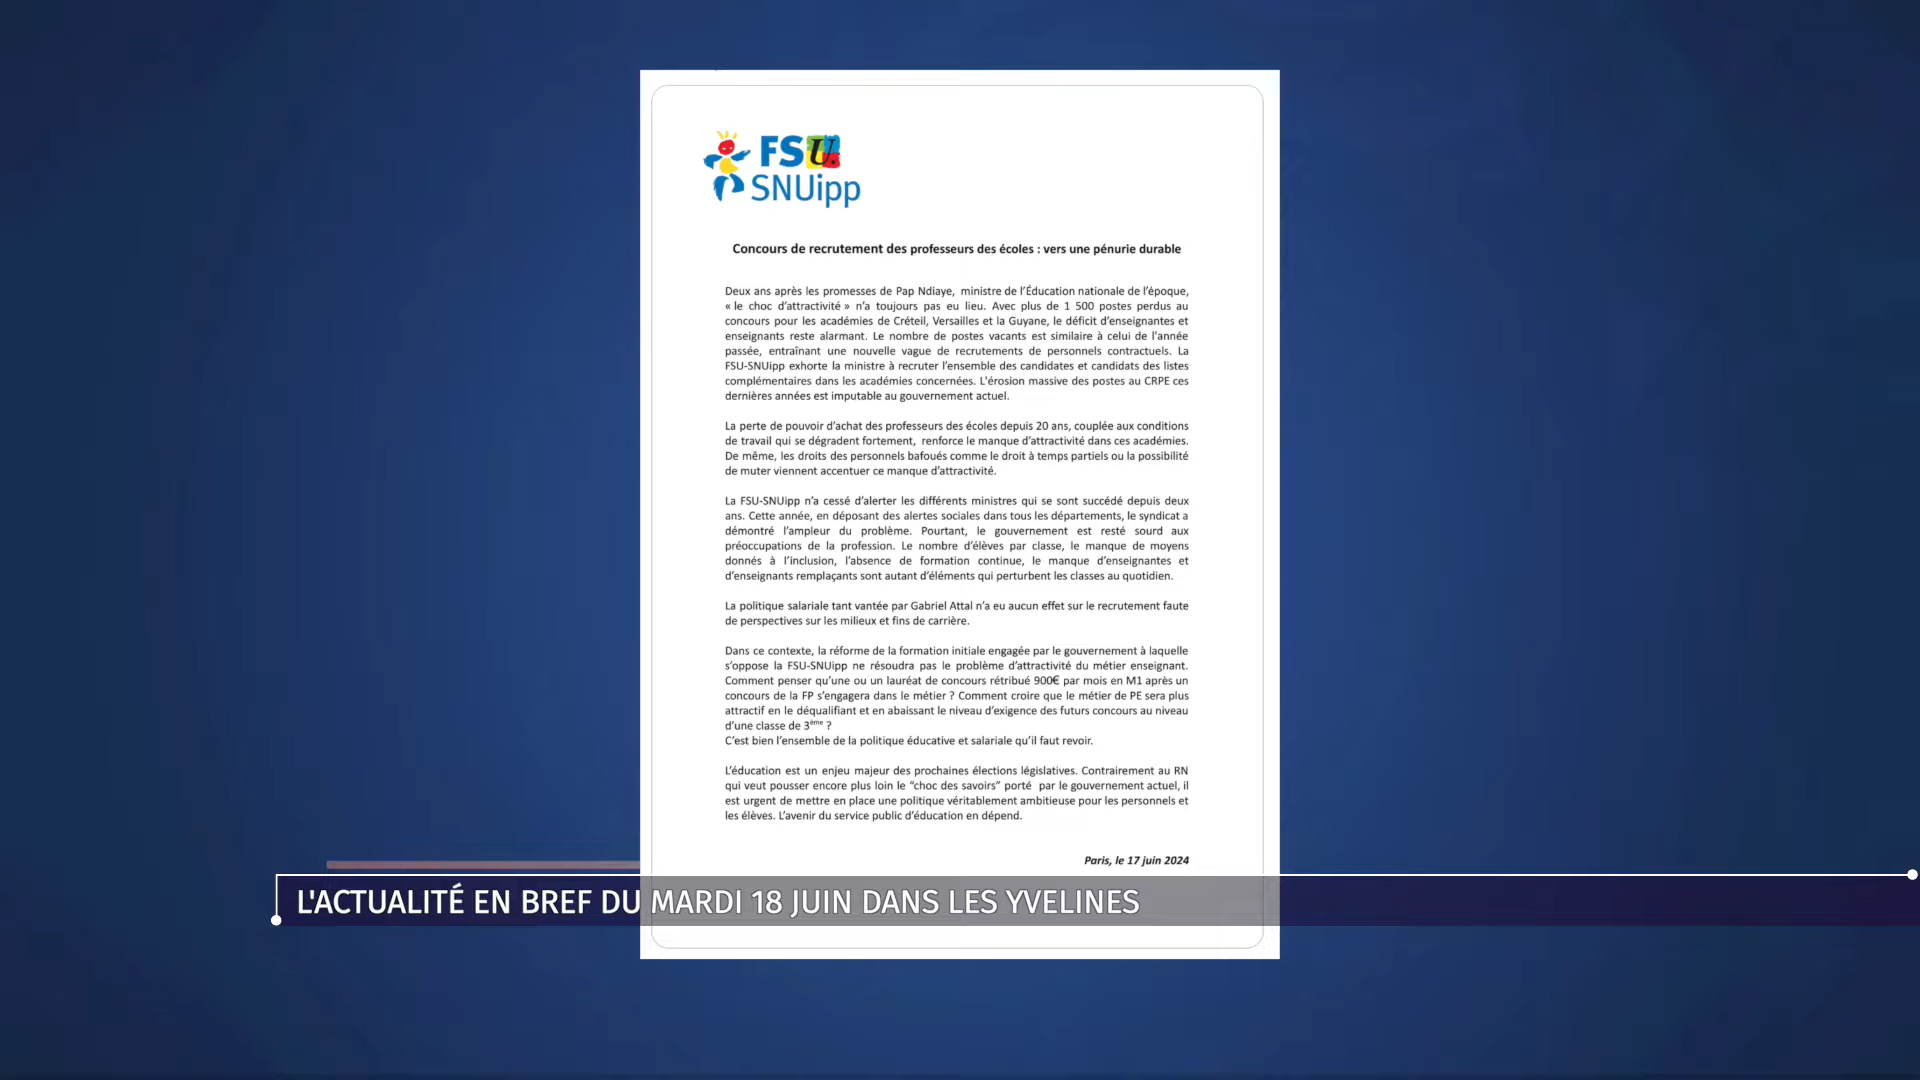 FSU.
SNUipp
Concours de recrutement des professeurs des écoles : vers une pénurie durable
Deux ans après les promesses de Pap Ndiaye, ministre de l'Éducation nationale de l'époque,
« le choc d'attractivité » n'a toujours pas eu lieu. Avec plus de 1 500 postes perdus au
concours pour les académies de Créteil, Versailles et la Guyane, le déficit d'enseignantes et
enseignants reste alarmant. Le nombre de postes vacants est similaire à celui de l'année
passée, entraînant une nouvelle vague de recrutements de personnels contractuels. La
FSU-SNUipp exhorte la ministre à recruter l'ensemble des candidates et candidats des listes
complémentaires dans les académies concernées. L'érosion massive des postes au CRPE ces
dernières années est imputable au gouvernement actuel.
La perte de pouvoir d'achat des professeurs des écoles depuis 20 ans, couplée aux conditions
de travail qui se dégradent fortement, renforce le manque d'attractivité dans ces académies.
De même, les droits des personnels bafoués comme le droit à temps partiels ou la possibilité
de muter viennent accentuer ce manque d'attractivité.
La FSU-SNUipp n'a cessé d'alerter les différents ministres qui se sont succédé depuis deux
ans. Cette année, en déposant des alertes sociales dans tous les départements, le syndicat a
démontré l'ampleur du problème. Pourtant, le gouvernement est resté sourd aux
préoccupations de la profession. Le nombre d'élèves par classe, le manque de moyens
donnés à l'inclusion, l'absence de formation continue, le manque d'enseignantes et
d'enseignants remplaçants sont autant d'éléments qui perturbent les classes au quotidien.
La politique salariale tant vantée par Gabriel Attal n'a eu aucun effet sur le recrutement faute
de perspectives sur les milieux et fins de carrière.
Dans ce contexte, la réforme de la formation initiale engagée par le gouvernement à laquelle
s'oppose la FSU-SNUipp ne résoudra pas le problème d'attractivité du métier enseignant.
Comment penser qu'une ou un lauréat de concours rétribué 900€ par mois en M1 après un
concours de la FP s'engagera dans le métier ? Comment croire que le métier de PE sera plus
attractif en le déqualifiant et en abaissant le niveau d'exigence des futurs concours au niveau
d'une classe de 3ème ?
C'est bien l'ensemble de la politique éducative et salariale qu'il faut revoir.
L'éducation est un enjeu majeur des prochaines élections législatives. Contrairement au RN
qui veut pousser encore plus loin le "choc des savoirs" porté par le gouvernement actuel, il
est urgent de mettre en place une politique véritablement ambitieuse pour les personnels et
les élèves. L'avenir du service public d'éducation en dépend.
Paris, le 17 juin 2024
L'ACTUALITÉ EN BREF DU MARDI 18 JUIN DANS LES YVELINES